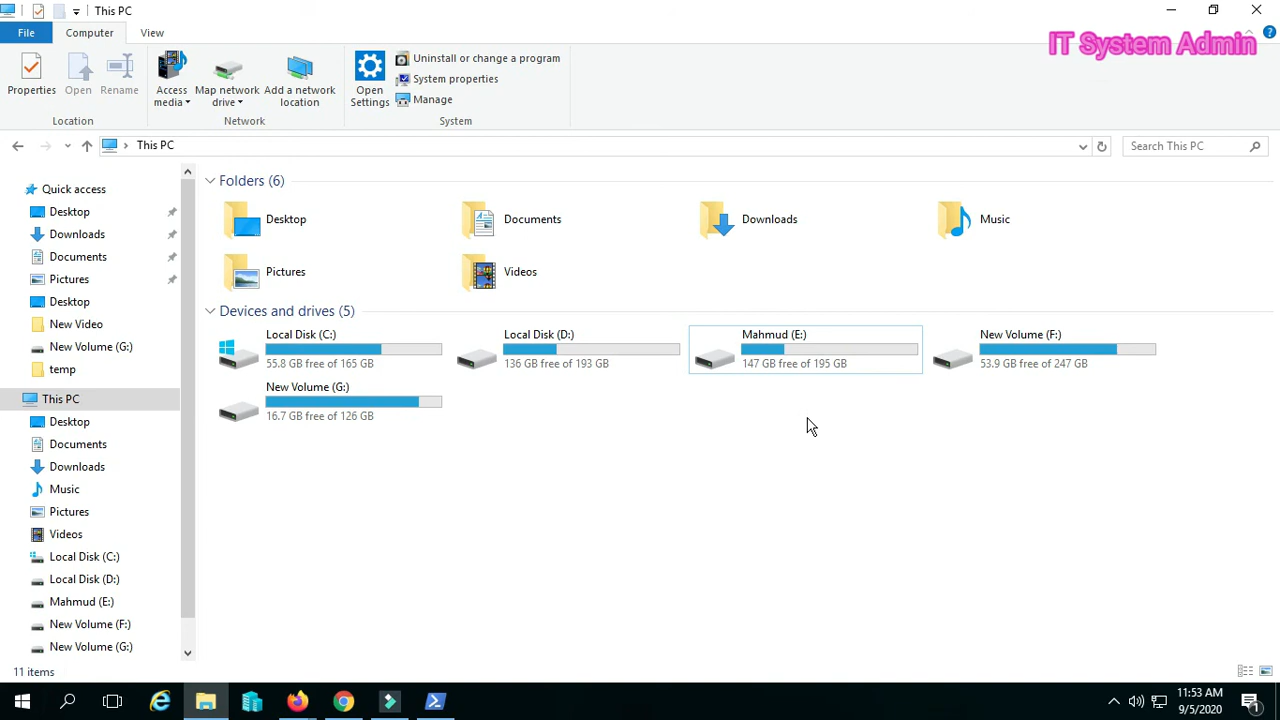 This PC
File
Computer
View
IT System Admin
Properties
Open
Rename
Location
Access media
Map network drive
Add a network location
Network
Open Settings
Uninstall or change a program
System properties
Manage
System
This PC
Search This PC
Quick access
Desktop
Downloads
Documents
Pictures
Desktop
New Video
New Volume (G:)
temp
This PC
Desktop
Documents
Downloads
Music
Pictures
Videos
Local Disk (C:)
Local Disk (D:)
Mahmud (E:)
New Volume (F:)
New Volume (G:)
Folders (6)
Desktop
Documents
Downloads
Music
Pictures
Videos
Devices and drives (5)
Local Disk (C:)
55.8 GB free of 165 GB
Local Disk (D:)
136 GB free of 193 GB
Mahmud (E:)
147 GB free of 195 GB
New Volume (F:)
53.9 GB free of 247 GB
New Volume (G:)
16.7 GB free of 126 GB
11 items
11:53 AM
9/5/2020
1